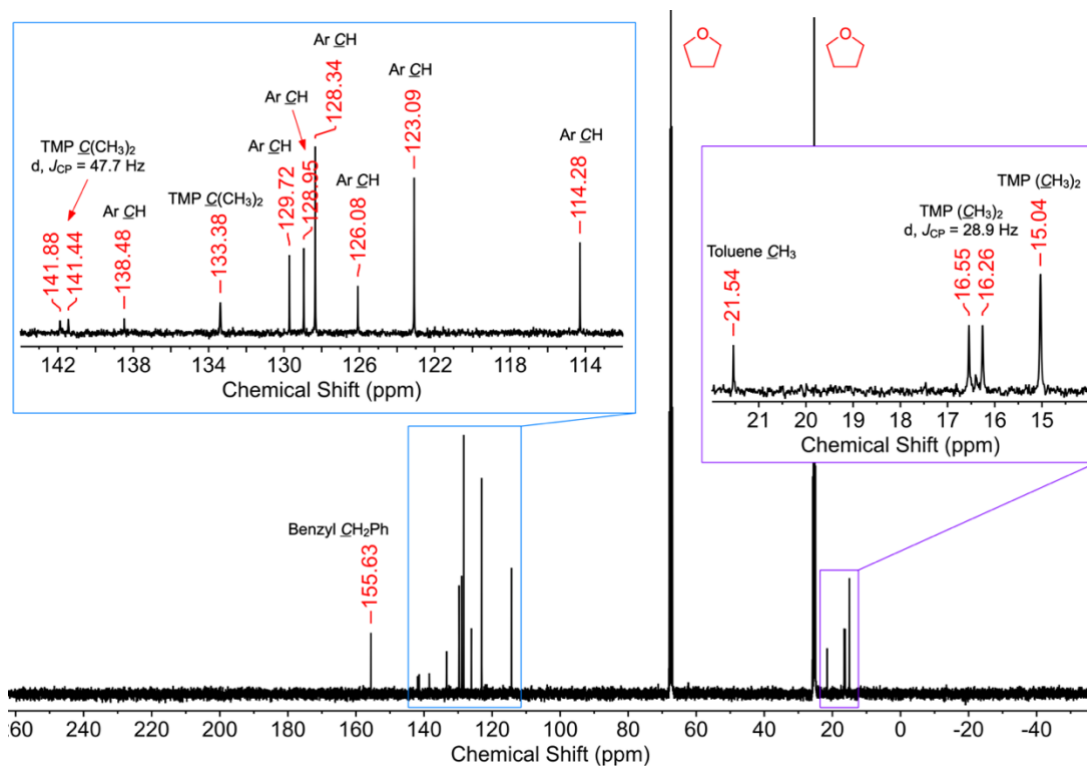 Ar CH
128.34
Ar CH
123.09
Ar CH
Ar CH
114.28
TMP C(CH₃)₂
d, J_CP = 47.7 Hz
Ar CH
129.72
128.95
Ar CH
126.08
TMP C(CH₃)₂
133.38
Ar CH
138.48
141.88
141.44
142 138 134 130 126 122 118 114
Chemical Shift (ppm)
O
O
TMP (CH₃)₂
15.04
TMP (CH₃)₂
d, J_CP = 28.9 Hz
16.55
16.26
Toluene CH₃
21.54
21 20 19 18 17 16 15
Chemical Shift (ppm)
Benzyl CH₂Ph
155.63
240 220 200 180 160 140 120 100 80 60 40 20 0 -20 -40
Chemical Shift (ppm)